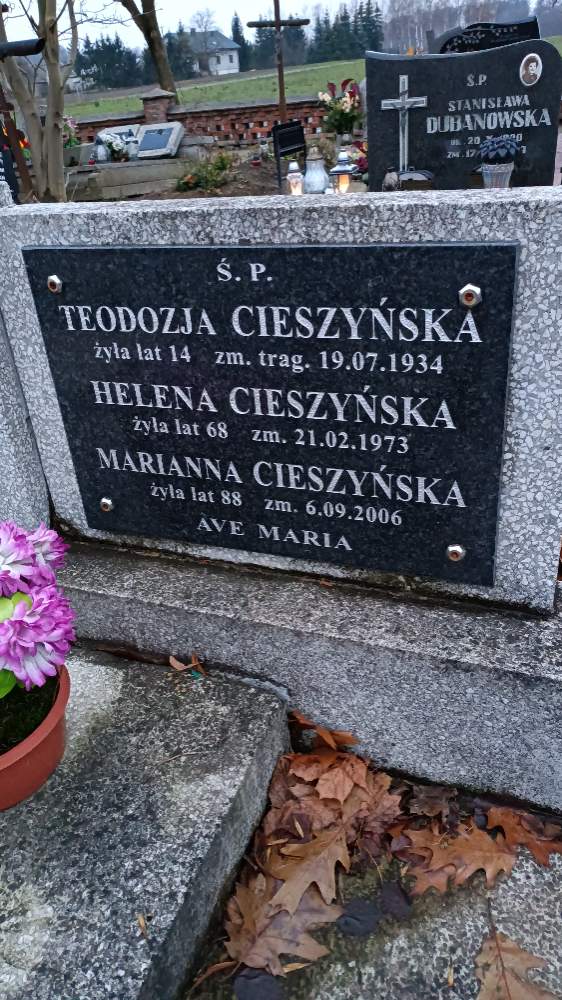 Ś.P.
STANISŁAWA
DUBANOWSKA
Ś. P.
TEODOZJA CIESZYŃSKA
żyła lat 14 zm. trag. 19.07.1934
HELENA CIESZYŃSKA
żyła lat 68 zm. 21.02.1973
MARIANNA CIESZYŃSKA
żyła lat 88 zm. 6.09.2006
AVE MARIA